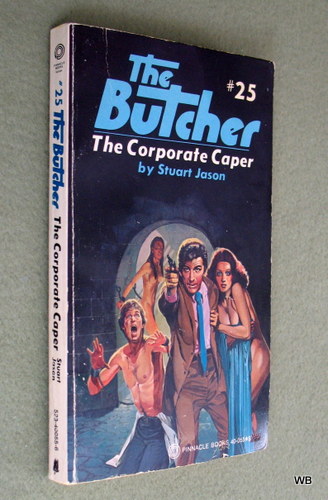 The
Butcher
#25
The Corporate Caper
by Stuart Jason
PINNACLE BOOKS
#25 The Butcher The Corporate Caper Stuart Jason
WB